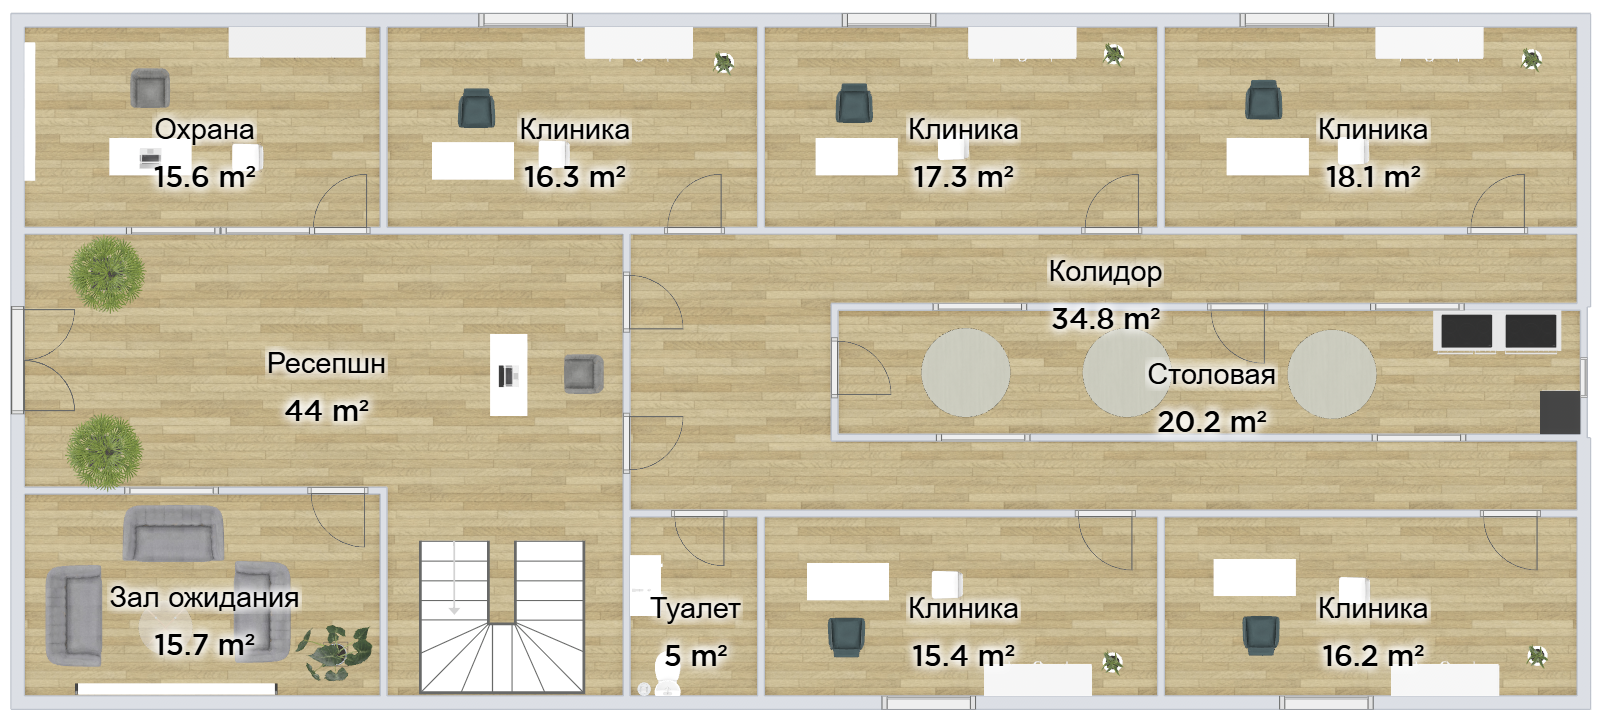 Охрана
15.6 m²
Клиника
16.3 m²
Клиника
17.3 m²
Клиника
18.1 m²
Колидор
34.8 m²
Ресепшн
44 m²
Столовая
20.2 m²
Зал ожидания
15.7 m²
Туалет
5 m²
Клиника
15.4 m²
Клиника
16.2 m²